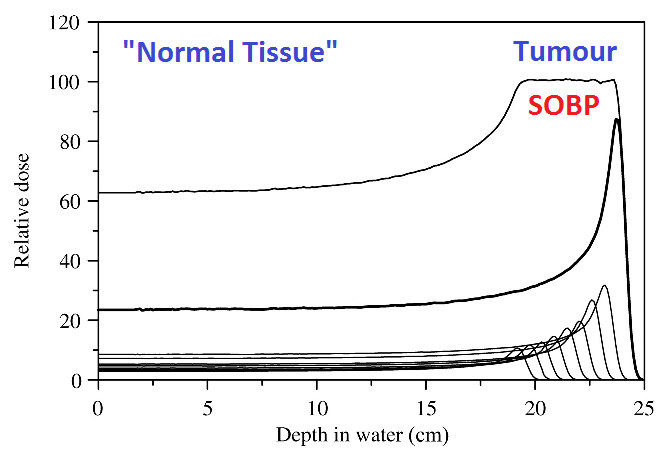 120
"Normal Tissue" Tumour
100
SOBP
80
Relative dose
60
40
20
0
0 5 10 15 20 25
Depth in water (cm)